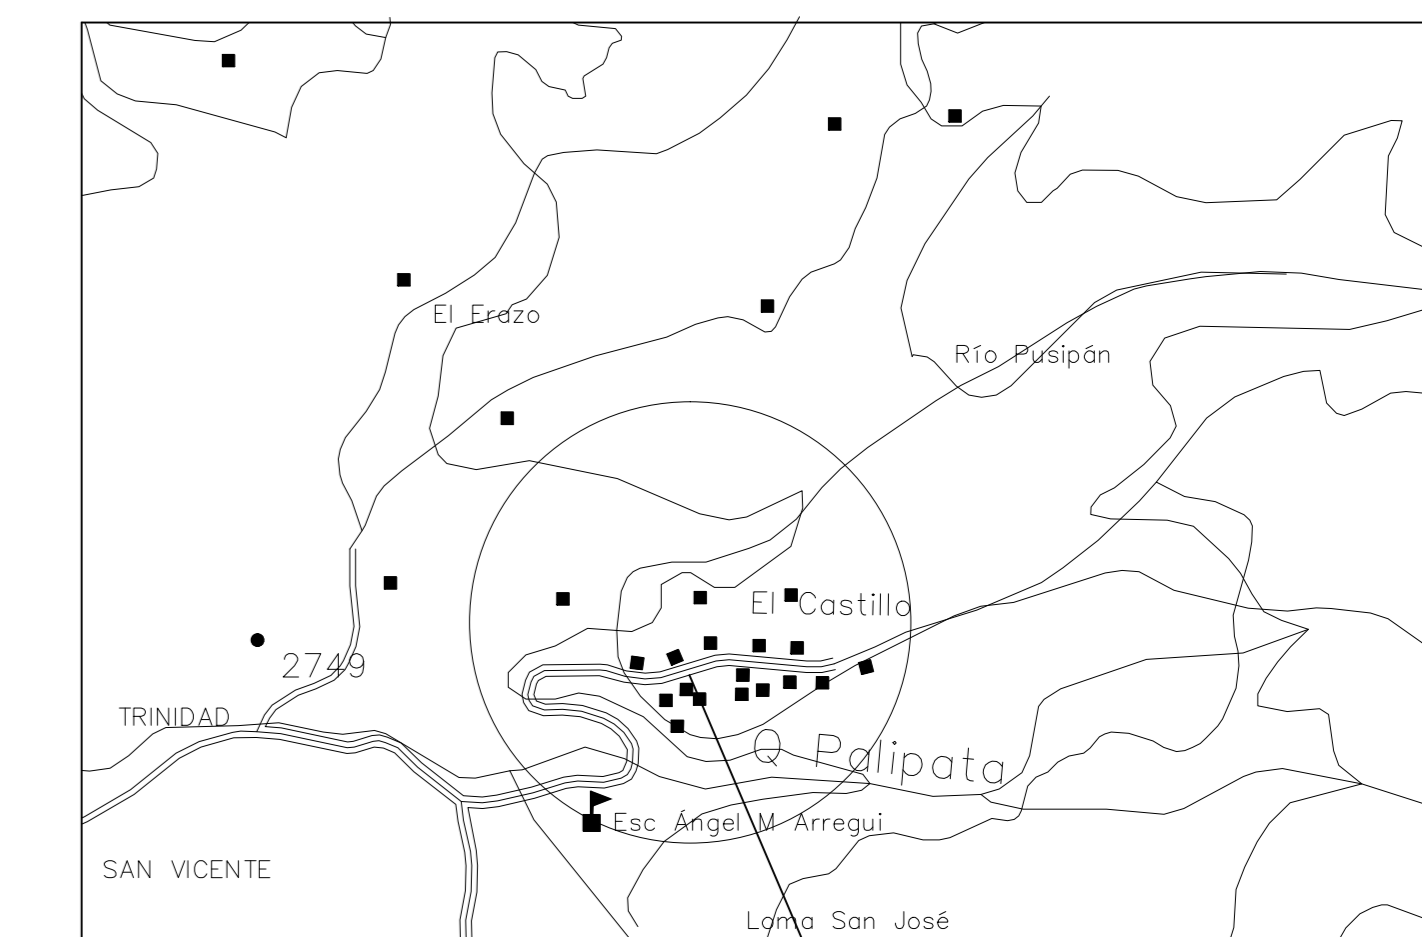 El Erazo
Río Pusipán
El Castillo
2749
TRINIDAD
Q Palipata
Esc Ángel M Arregui
SAN VICENTE
Loma San José